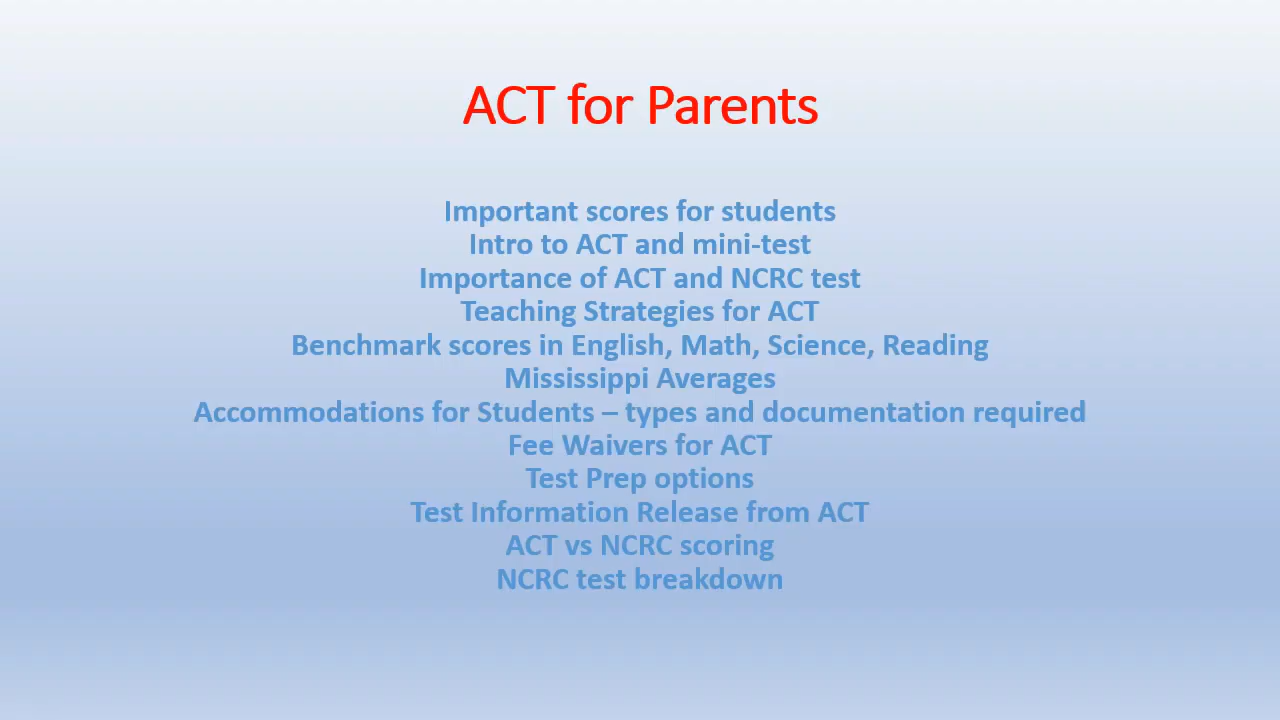 ACT for Parents
Important scores for students
Intro to ACT and mini-test
Importance of ACT and NCRC test
Teaching Strategies for ACT
Benchmark scores in English, Math, Science, Reading
Mississippi Averages
Accommodations for Students – types and documentation required
Fee Waivers for ACT
Test Prep options
Test Information Release from ACT
ACT vs NCRC scoring
NCRC test breakdown